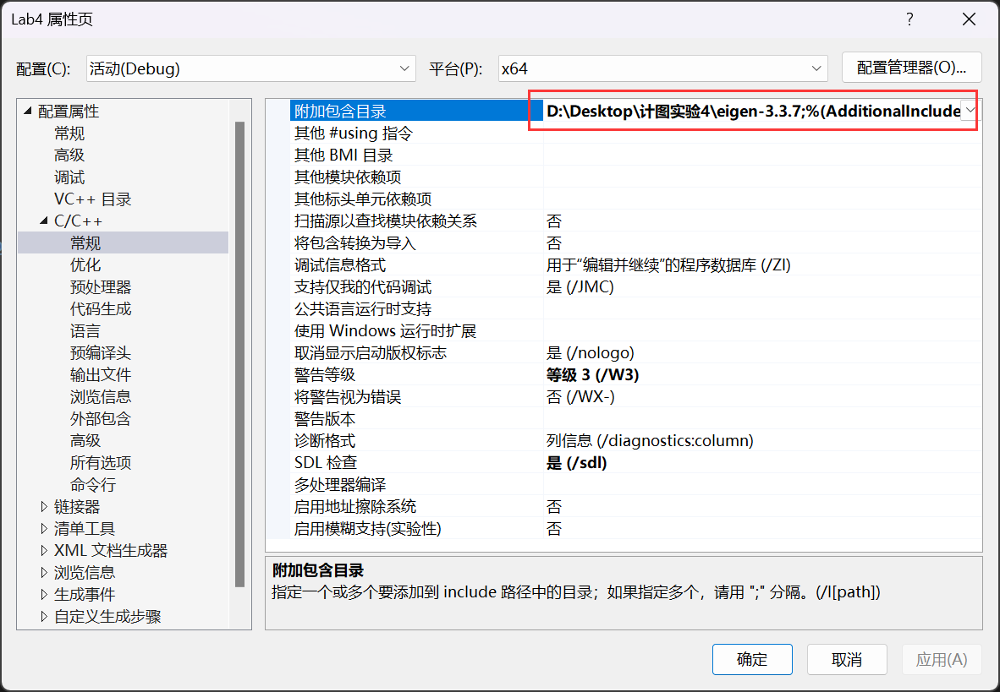 Lab4 属性页
?
配置(C): 活动(Debug) 平台(P): x64 配置管理器(O)...
配置属性
常规
高级
调试
VC++ 目录
C/C++
常规
优化
预处理器
代码生成
语言
预编译头
输出文件
浏览信息
外部包含
高级
所有选项
命令行
链接器
清单工具
XML 文档生成器
浏览信息
生成事件
自定义生成步骤
附加包含目录 D:\Desktop\计图实验4\eigen-3.3.7;%(AdditionalInclude
其他 #using 指令
其他 BMI 目录
其他模块依赖项
其他标头单元依赖项
扫描源以查找模块依赖关系 否
将包含转换为导入 否
调试信息格式 用于“编辑并继续”的程序数据库 (/ZI)
支持仅我的代码调试 是 (/JMC)
公共语言运行时支持
使用 Windows 运行时扩展
取消显示启动版权标志 是 (/nologo)
警告等级 等级 3 (/W3)
将警告视为错误 否 (/WX-)
警告版本
诊断格式 列信息 (/diagnostics:column)
SDL 检查 是 (/sdl)
多处理器编译
启用地址擦除系统 否
启用模糊支持(实验性) 否
附加包含目录
指定一个或多个要添加到 include 路径中的目录；如果指定多个，请用 ";" 分隔。(/I[path])
确定 取消 应用(A)